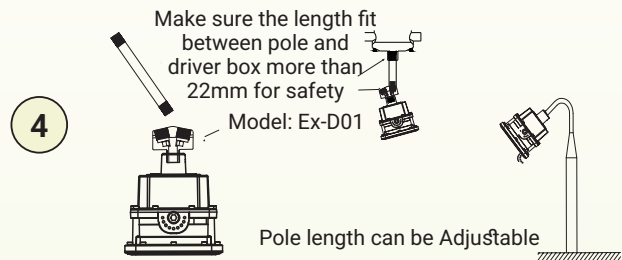 Make sure the length fit
between pole and
driver box more than
22mm for safety
4
Model: Ex-D01
Pole length can be Adjustable